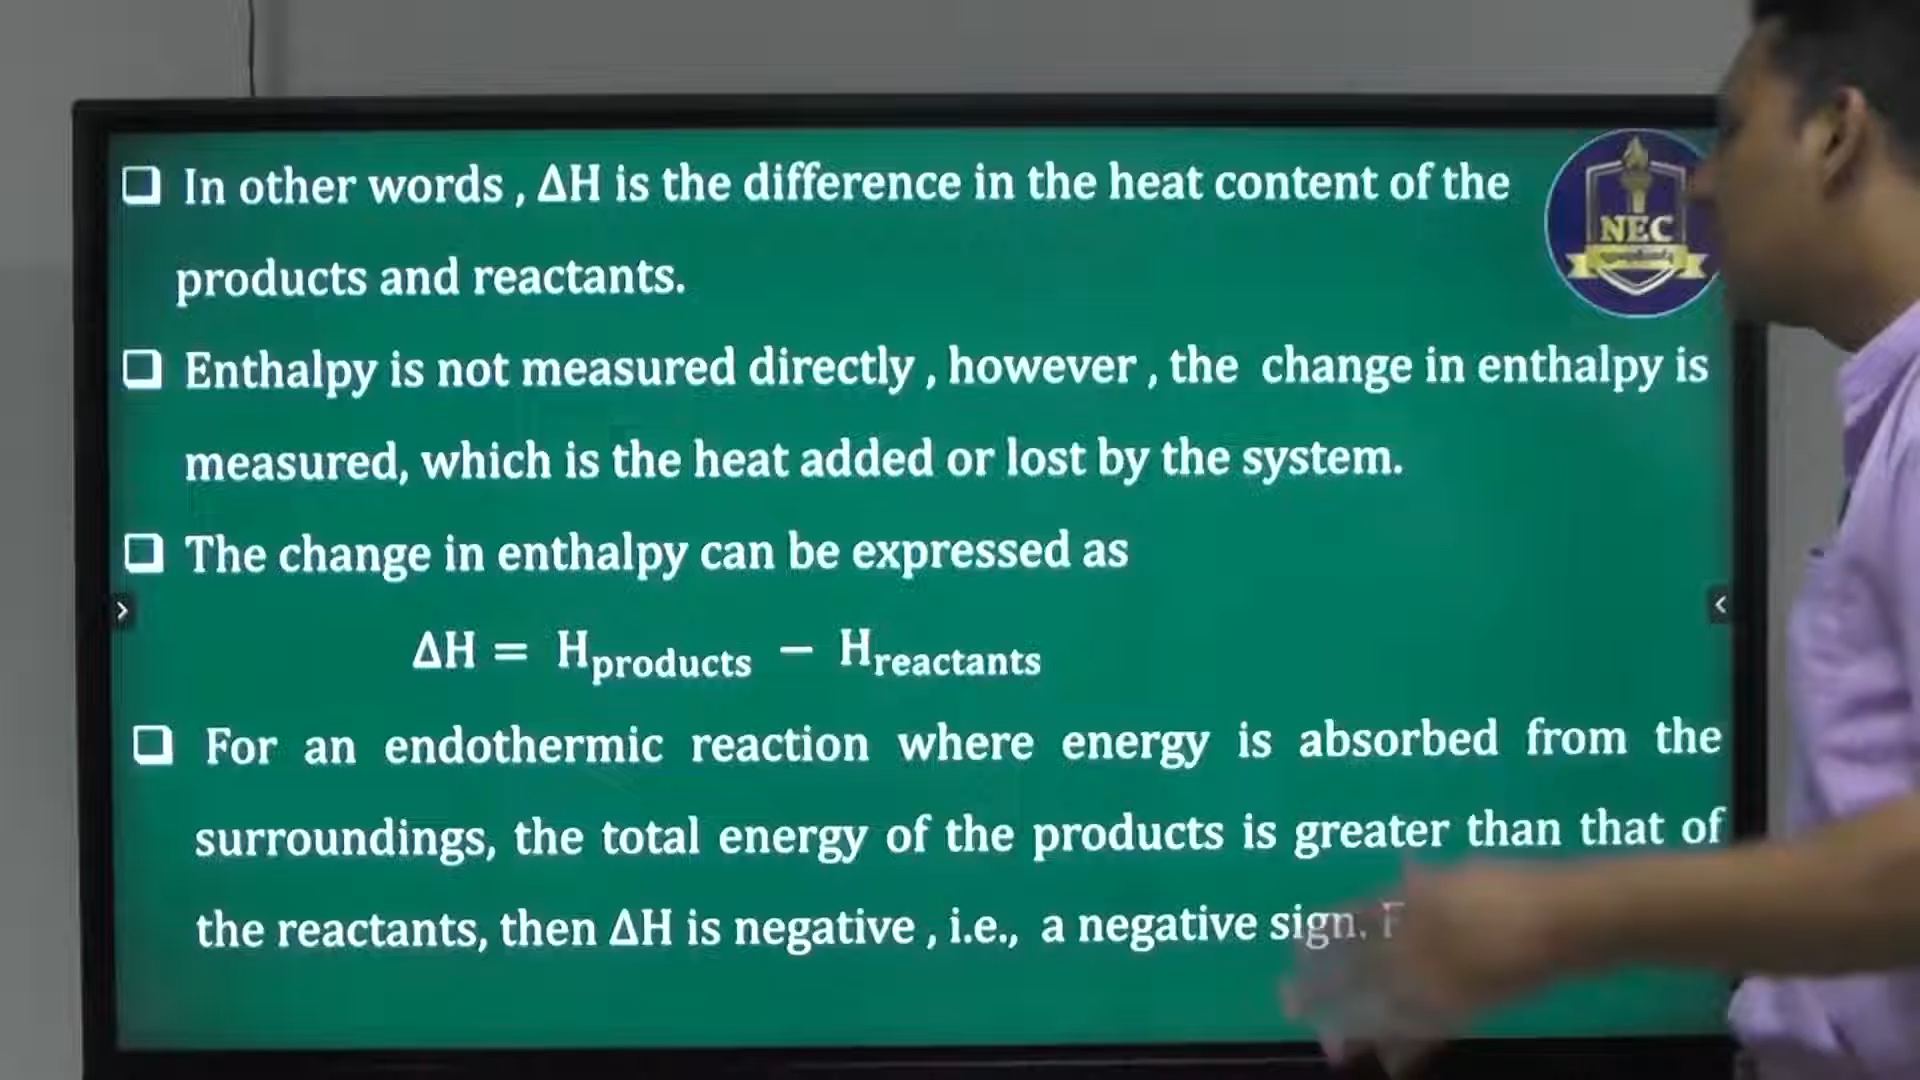 In other words , ΔH is the difference in the heat content of the
products and reactants.
NEC
Enthalpy is not measured directly , however , the change in enthalpy is
measured, which is the heat added or lost by the system.
The change in enthalpy can be expressed as
ΔH = Hproducts − Hreactants
For an endothermic reaction where energy is absorbed from the
surroundings, the total energy of the products is greater than that of
the reactants, then ΔH is negative , i.e., a negative sign.